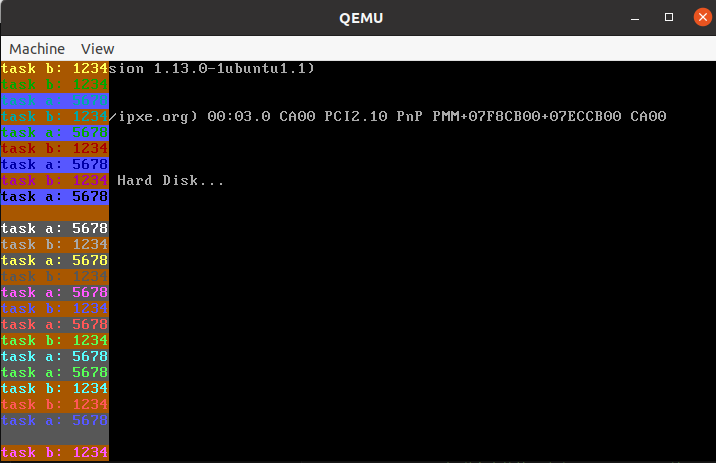 QEMU
Machine View
task b: 1234sion 1.13.0-1ubuntu1.1)
task b: 1234
task a: 5678
task b: 1234/ipxe.org) 00:03.0 CA00 PCI2.10 PnP PMM+07F8CB00+07ECCB00 CA00
task a: 5678
task b: 1234
task a: 5678
task b: 1234 Hard Disk...
task a: 5678
task a: 5678
task b: 1234
task a: 5678
task b: 1234
task a: 5678
task b: 1234
task a: 5678
task b: 1234
task a: 5678
task a: 5678
task b: 1234
task b: 1234
task a: 5678
task b: 1234